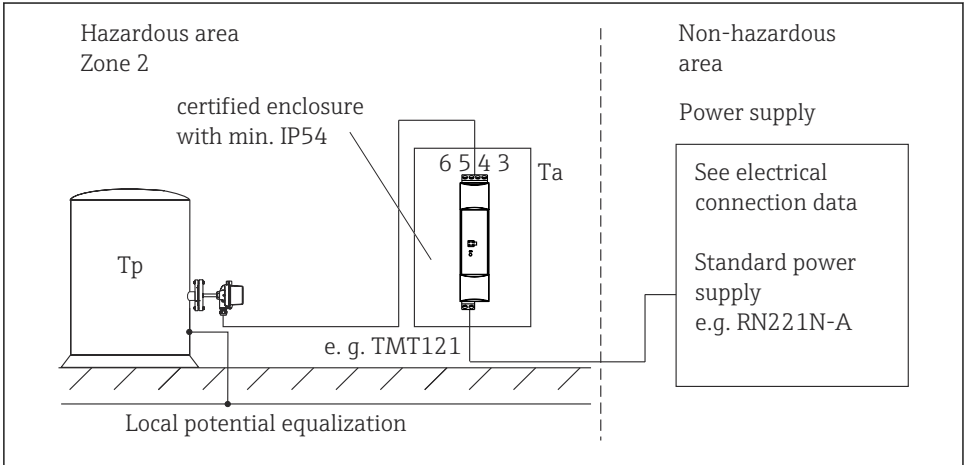 Hazardous area
Zone 2
certified enclosure
with min. IP54
6 5 4 3
Ta
Tp
e. g. TMT121
Local potential equalization
Non-hazardous
area
Power supply
See electrical
connection data
Standard power
supply
e.g. RN221N-A